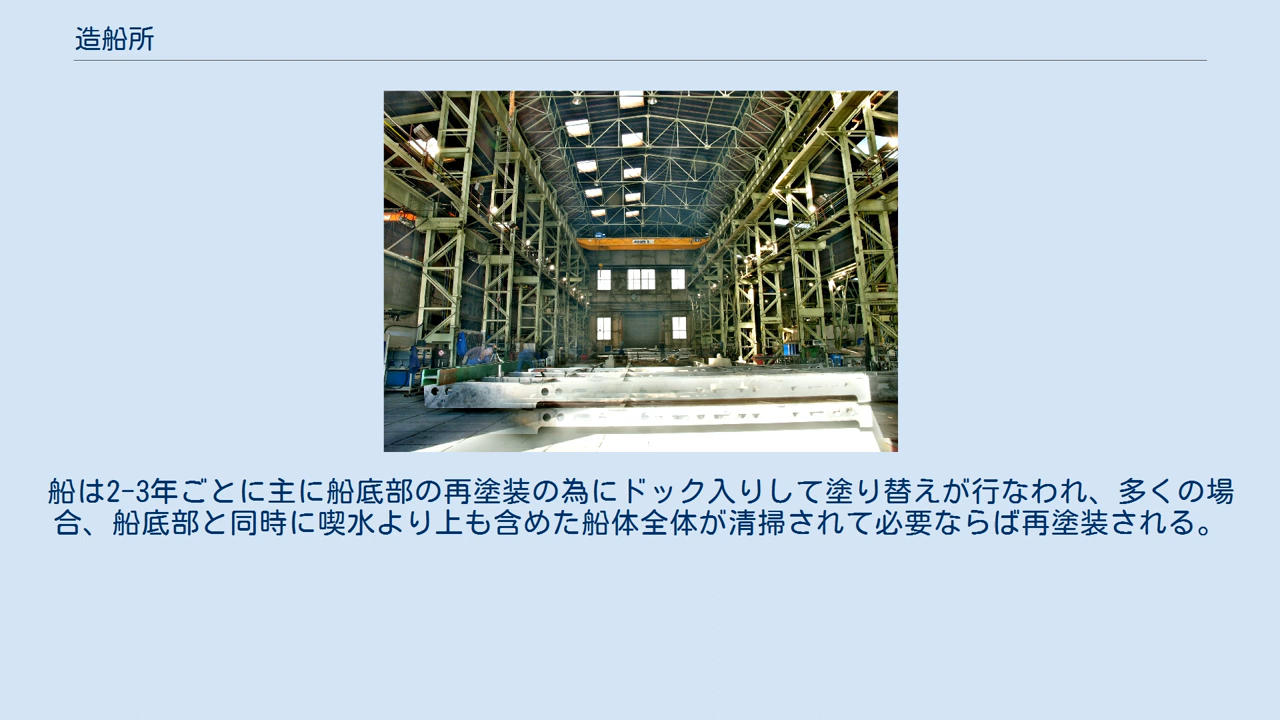 造船所
船は2-3年ごとに主に船底部の再塗装の為にドック入りして塗り替えが行なわれ、多くの場
合、船底部と同時に喫水より上も含めた船体全体が清掃されて必要ならば再塗装される。